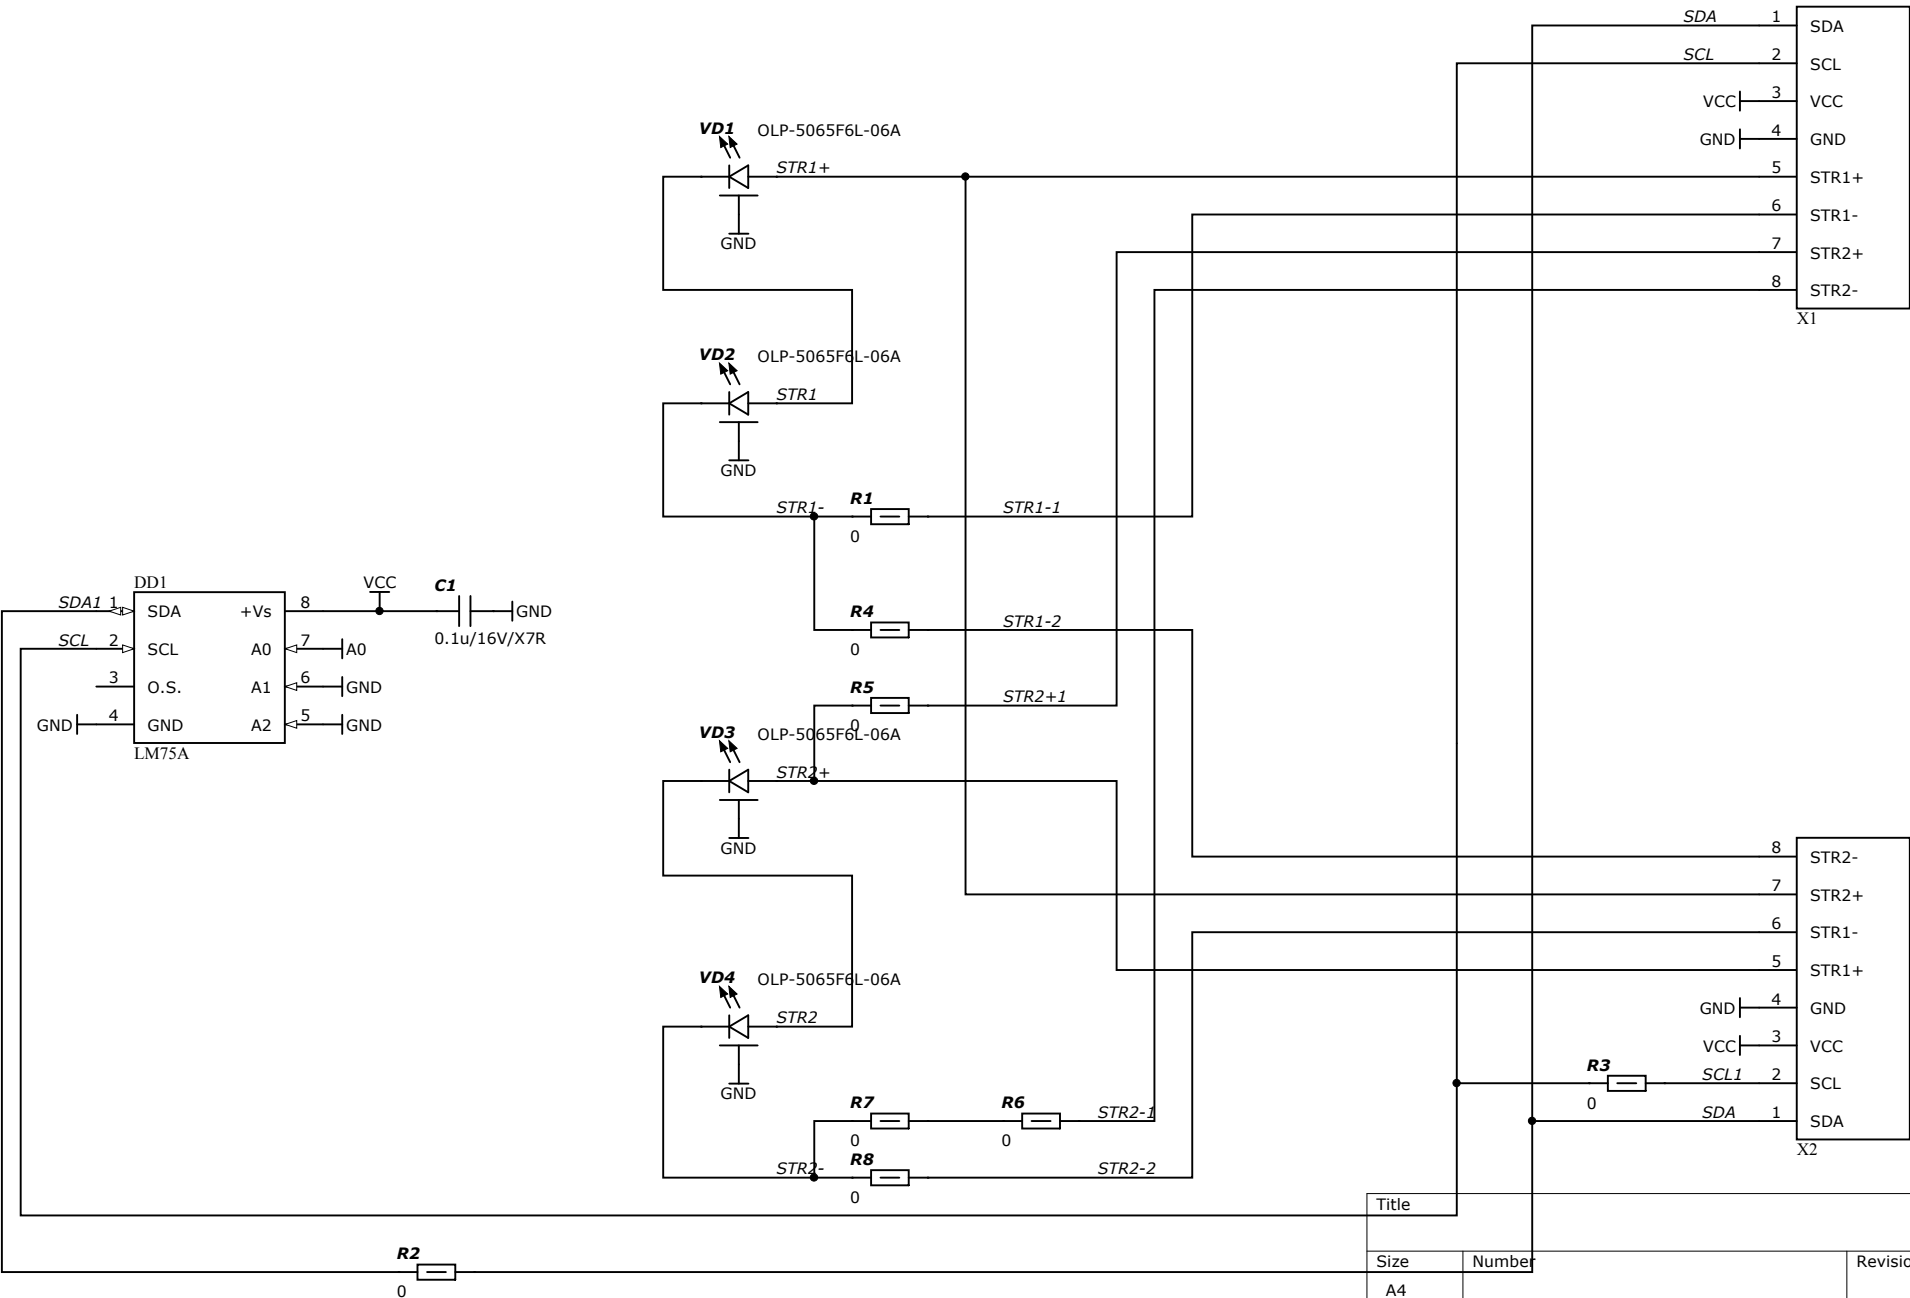 SDA 1 SDA
SCL 2 SCL
VCC 3 VCC
GND 4 GND
VD1 OLP-5065F6L-06A
STR1+ 5 STR1+
6 STR1-
GND 7 STR2+
8 STR2-
X1
VD2 OLP-5065F6L-06A
STR1
GND
R1
STR1- STR1-1
0
DD1 VCC C1
SDA1 1 SDA +Vs 8 GND
R4
STR1-2
0.1u/16V/X7R
SCL 2 SCL A0 7 A0
0
3 O.S. A1 6 GND
R5
STR2+1
GND 4 GND A2 5 GND
0
VD3 OLP-5065F6L-06A
LM75A
STR2+
GND
8 STR2-
7 STR2+
6 STR1-
5 STR1+
VD4 OLP-5065F6L-06A
STR2
GND 4 GND
VCC 3 VCC
R3
SCL1 2 SCL
0
GND
R7 R6
STR2-1
SDA 1 SDA
0 0
X2
R8
STR2- STR2-2
0
Title
R2
0
Size Number Revisio
A4